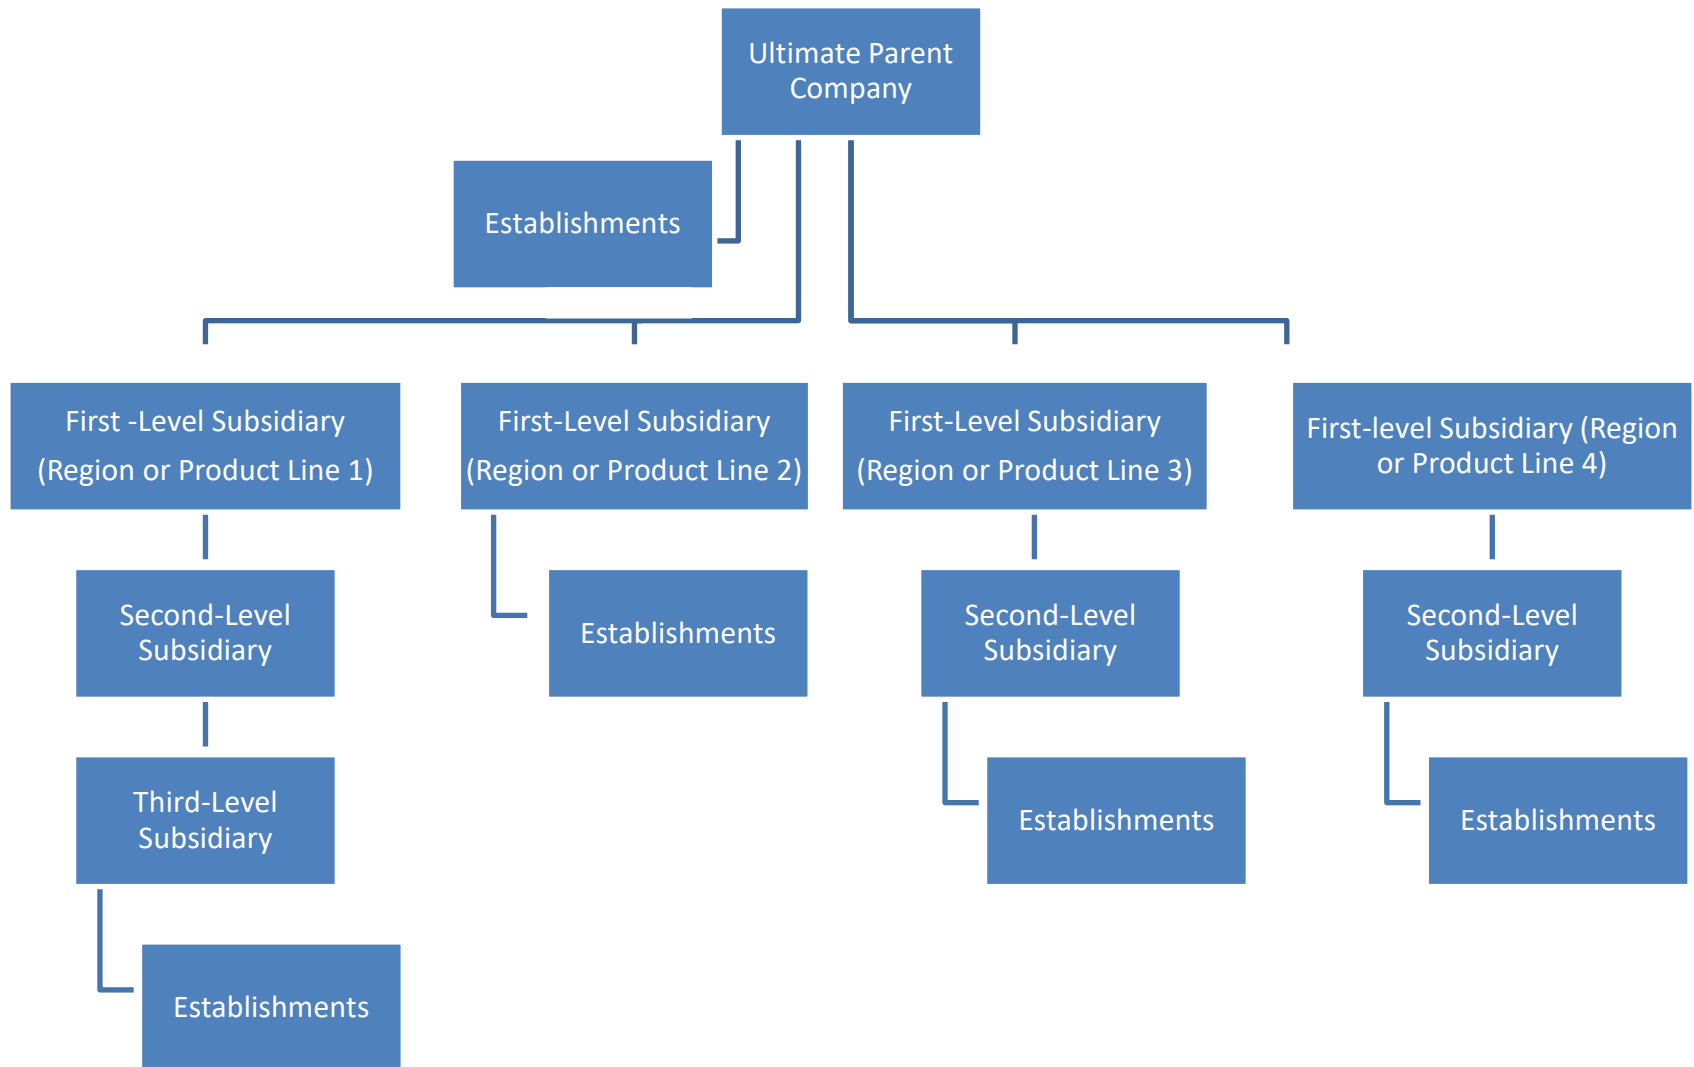 Ultimate Parent
Company
Establishments
First -Level Subsidiary
(Region or Product Line 1)
First-Level Subsidiary
(Region or Product Line 2)
First-Level Subsidiary
(Region or Product Line 3)
First-level Subsidiary (Region
or Product Line 4)
Second-Level
Subsidiary
Establishments
Second-Level
Subsidiary
Second-Level
Subsidiary
Third-Level
Subsidiary
Establishments
Establishments
Establishments